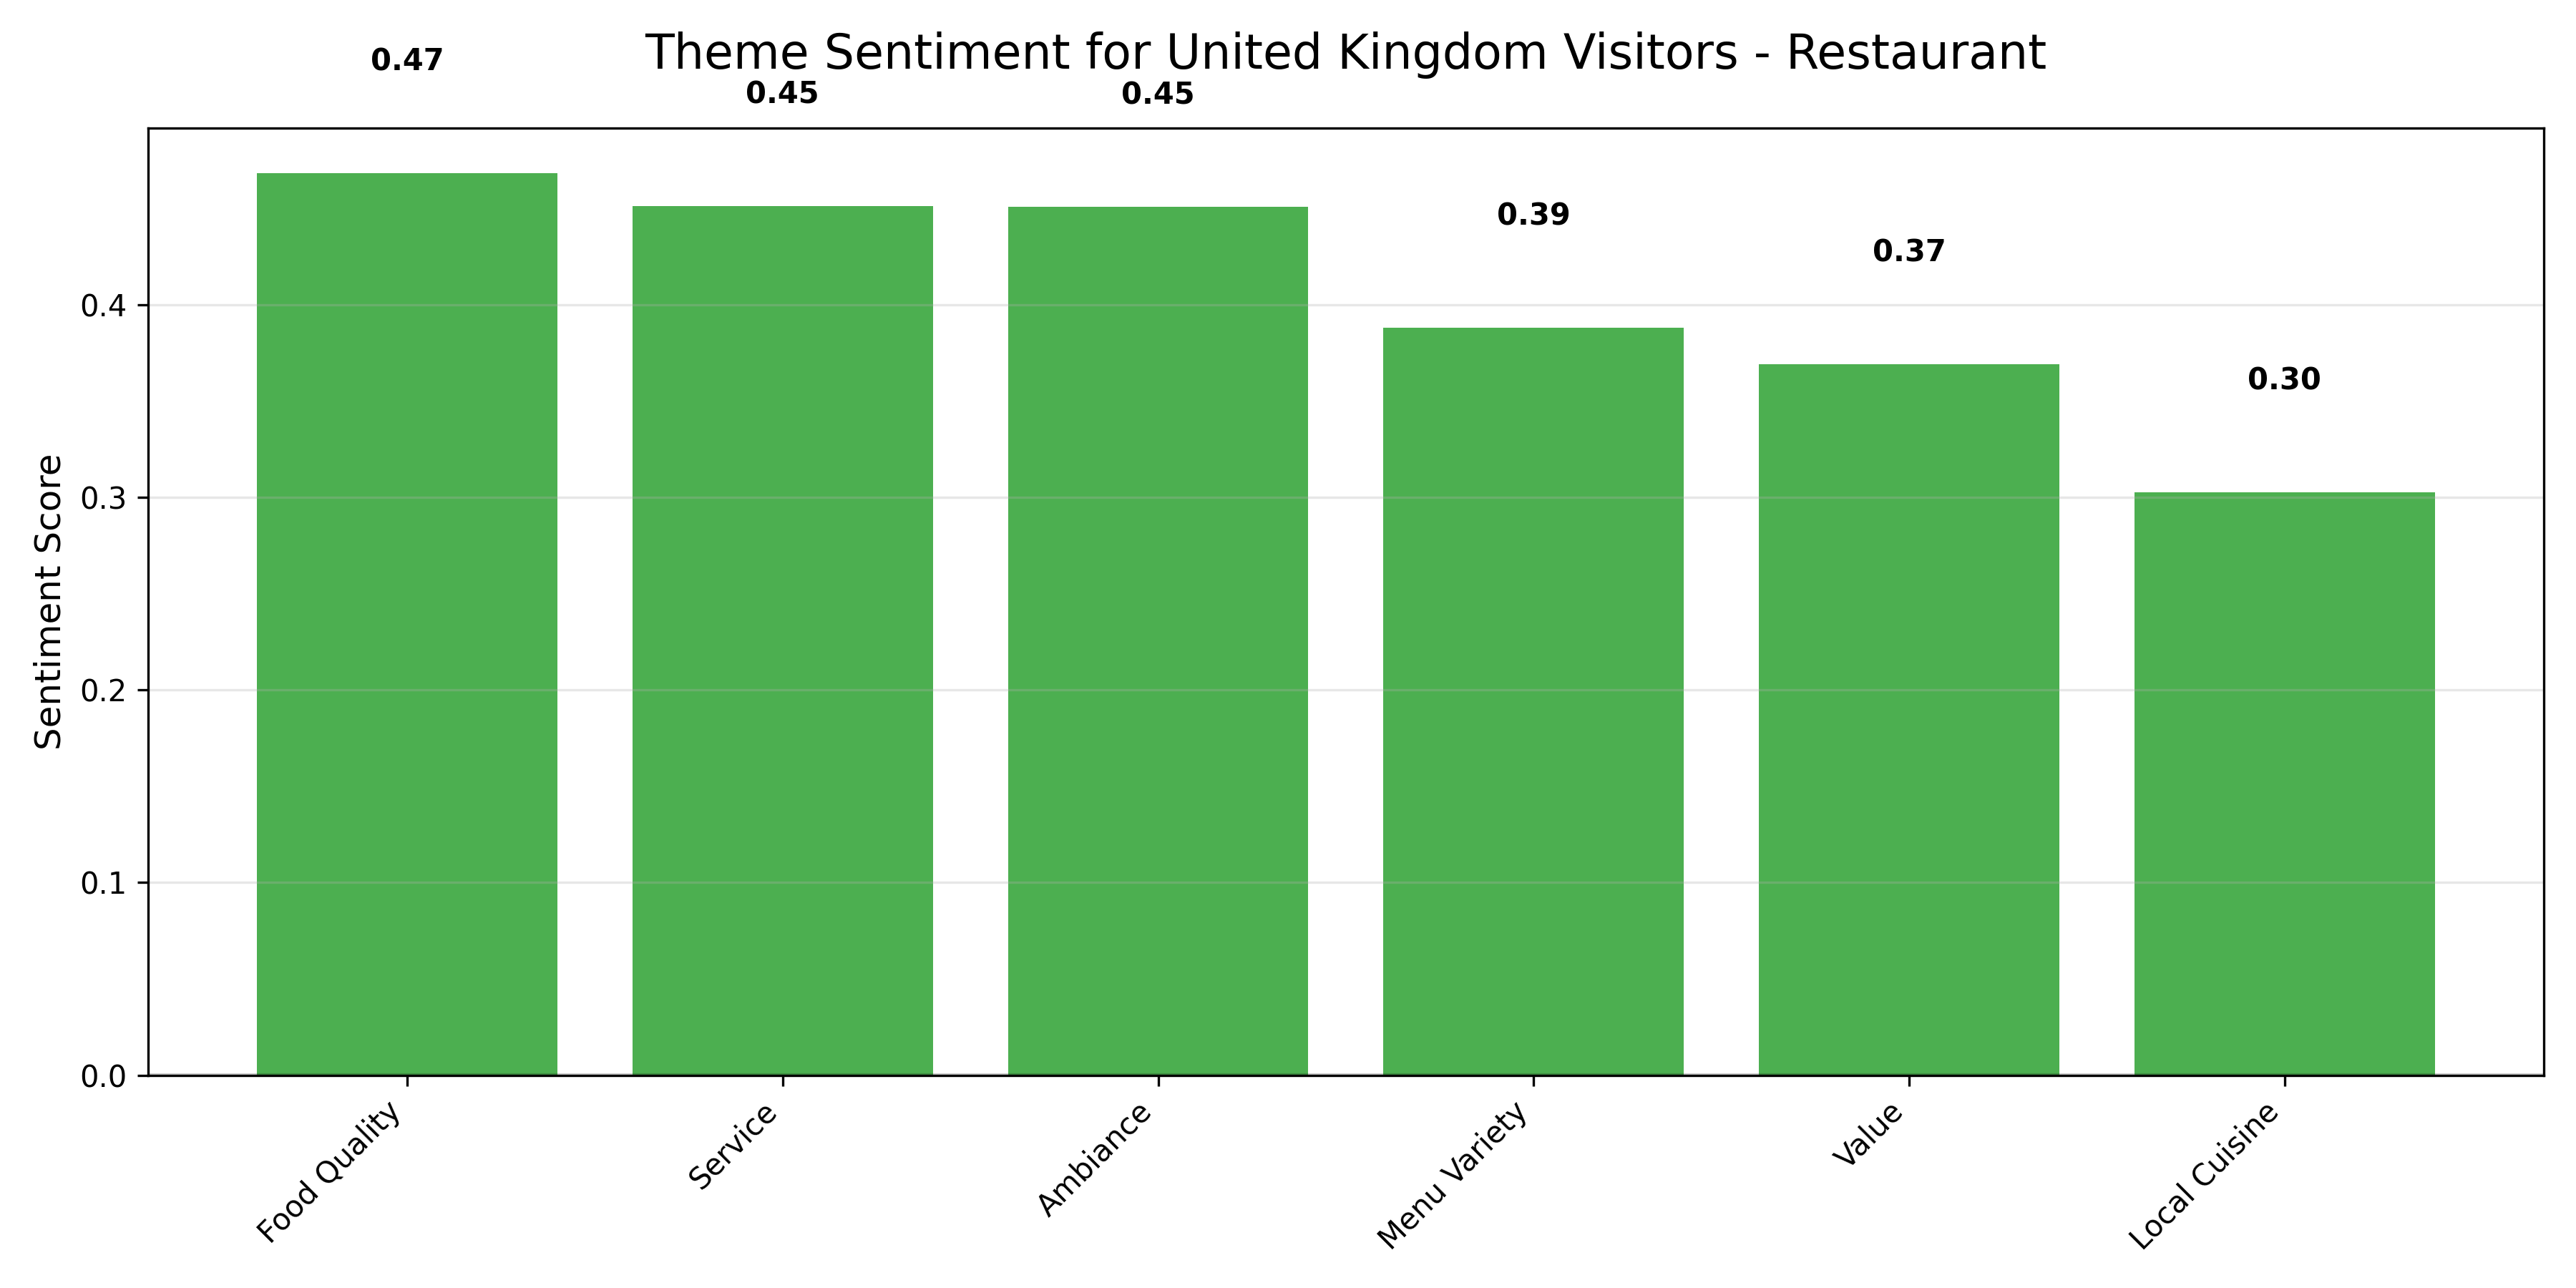 Theme Sentiment for United Kingdom Visitors - Restaurant
0.47
0.45
0.45
0.39
0.37
0.30
Sentiment Score
0.4
0.3
0.2
0.1
0.0
Food Quality
Service
Ambiance
Menu Variety
Value
Local Cuisine